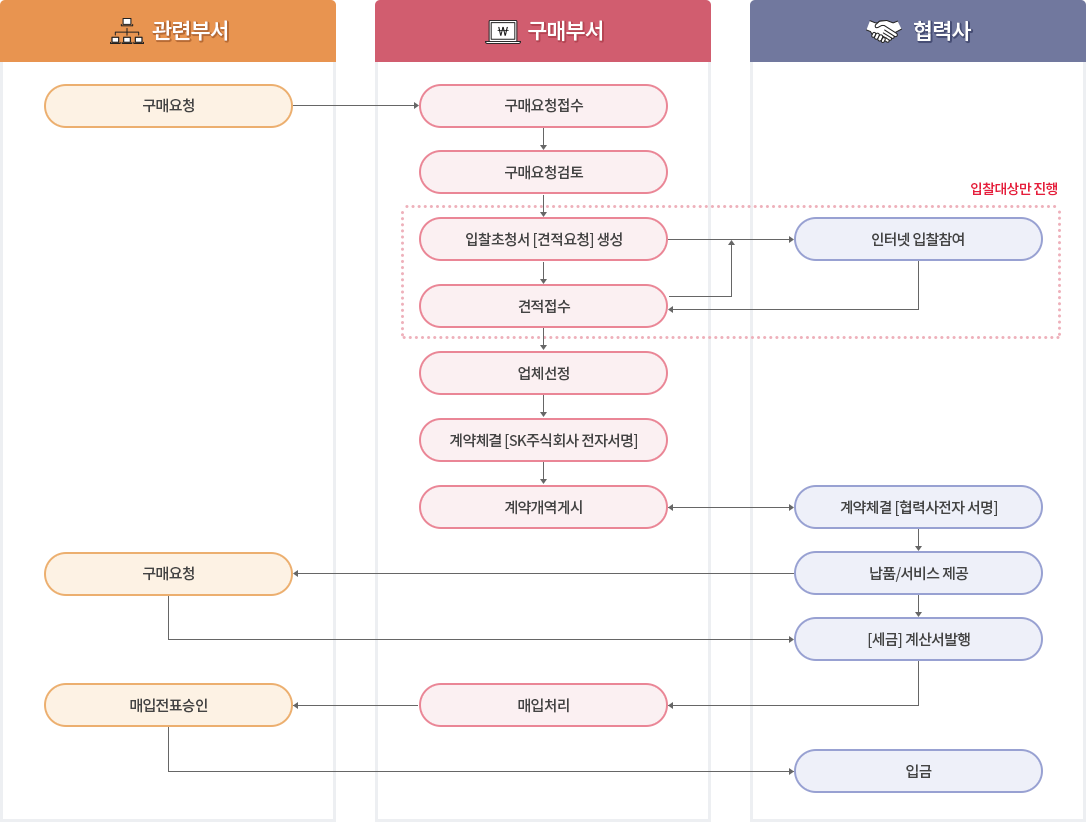 관련부서
₩
구매부서
협력사
구매요청
구매요청접수
구매요청검토
입찰대상만 진행
입찰초청서 [견적요청] 생성
인터넷 입찰참여
견적접수
업체선정
계약체결 [SK주식회사 전자서명]
계약개역게시
계약체결 [협력사전자 서명]
구매요청
납품/서비스 제공
[세금] 계산서발행
매입전표승인
매입처리
입금